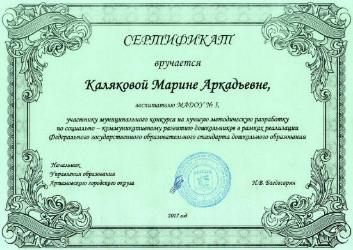 СЕРТИФИКАТ
вручается
Каляковой Марине Аркадьевне,
воспитателю МАДОУ № 3,
участнику муниципального конкурса на лучшую методическую разработку
по социально – коммуникативному развитию дошкольников в рамках реализации
Федерального государственного образовательного стандарта дошкольного образования
Начальник
Управления образования
Артемовского городского округа
Н.В. Багдасарян
2017 год